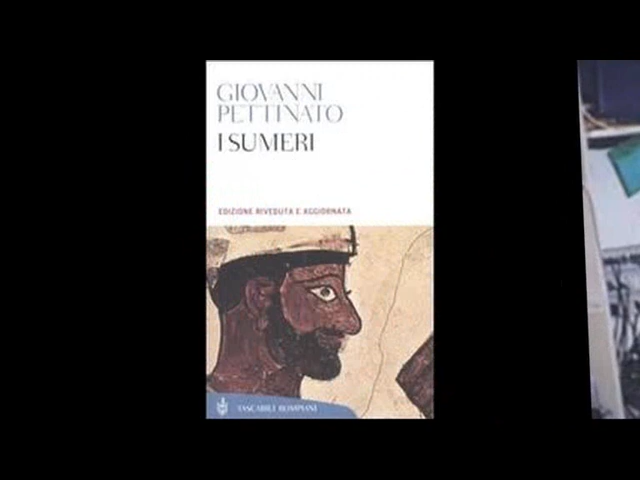 GIOVANNI
PETTINATO
I SUMERI
EDIZIONE RIVEDUTA E AGGIORNATA
TASCABILI BOMPIANI